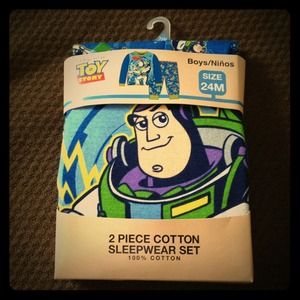 TOY
STORY
Boys/Niños
SIZE
24M
2 PIECE COTTON
SLEEPWEAR SET
100% COTTON